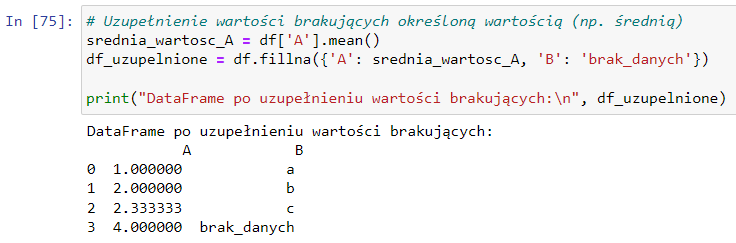 In [75]: # Uzupełnienie wartości brakujących określoną wartością (np. średnią)
srednia_wartosc_A = df['A'].mean()
df_uzupelnione = df.fillna({'A': srednia_wartosc_A, 'B': 'brak_danych'})
print("DataFrame po uzupełnieniu wartości brakujących:\n", df_uzupelnione)
DataFrame po uzupełnieniu wartości brakujących:
A B
0 1.000000 a
1 2.000000 b
2 2.333333 c
3 4.000000 brak_danych